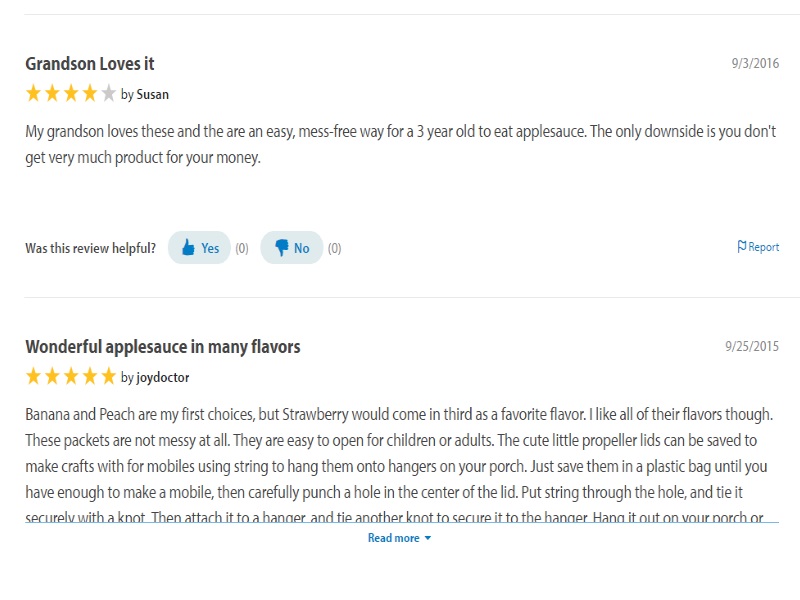 Grandson Loves it
9/3/2016
by Susan
My grandson loves these and the are an easy, mess-free way for a 3 year old to eat applesauce. The only downside is you don't
get very much product for your money.
Was this review helpful? Yes (0) No (0)
Report
Wonderful applesauce in many flavors
9/25/2015
by joydoctor
Banana and Peach are my first choices, but Strawberry would come in third as a favorite flavor. I like all of their flavors though.
These packets are not messy at all. They are easy to open for children or adults. The cute little propeller lids can be saved to
make crafts with for mobiles using string to hang them onto hangers on your porch. Just save them in a plastic bag until you
have enough to make a mobile, then carefully punch a hole in the center of the lid. Put string through the hole, and tie it
securely with a knot. Then attach it to a hanger, and tie another knot to secure it to the hanger. Hang it out on your porch or
Read more